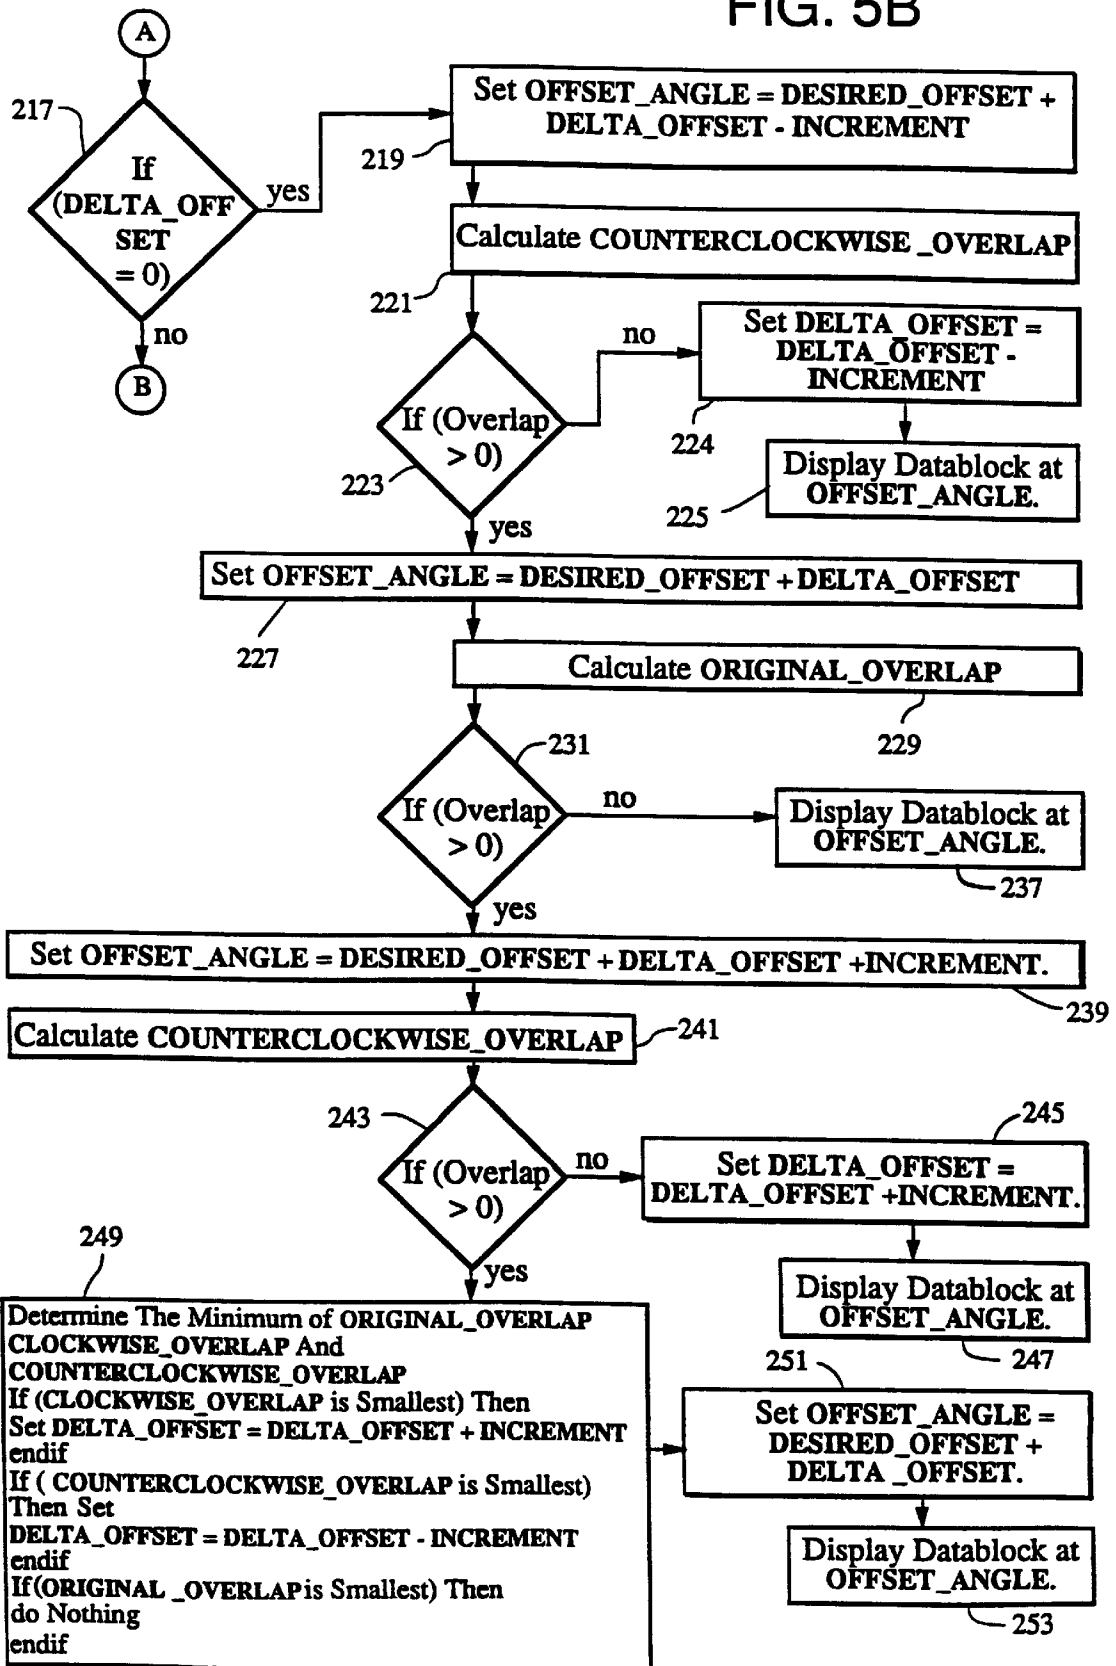 FIG. 5B
A
217
If
(DELTA_OFF
SET
= 0)
yes
no
B
Set OFFSET_ANGLE = DESIRED_OFFSET +
DELTA_OFFSET - INCREMENT
219
Calculate COUNTERCLOCKWISE _OVERLAP
221
If (Overlap
> 0)
223
no
Set DELTA_OFFSET =
DELTA_OFFSET -
INCREMENT
224
Display Datablock at
OFFSET_ANGLE.
225
yes
Set OFFSET_ANGLE = DESIRED_OFFSET +DELTA_OFFSET
227
Calculate ORIGINAL_OVERLAP
229
231
If (Overlap
> 0)
no
Display Datablock at
OFFSET_ANGLE.
237
yes
Set OFFSET_ANGLE = DESIRED_OFFSET +DELTA_OFFSET +INCREMENT.
239
Calculate COUNTERCLOCKWISE_OVERLAP
241
243
If (Overlap
> 0)
no
245
Set DELTA_OFFSET =
DELTA_OFFSET +INCREMENT.
Display Datablock at
OFFSET_ANGLE.
247
yes
249
Determine The Minimum of ORIGINAL_OVERLAP
CLOCKWISE_OVERLAP And
COUNTERCLOCKWISE_OVERLAP
If (CLOCKWISE_OVERLAP is Smallest) Then
Set DELTA_OFFSET = DELTA_OFFSET + INCREMENT
endif
If ( COUNTERCLOCKWISE_OVERLAP is Smallest)
Then Set
DELTA_OFFSET = DELTA_OFFSET - INCREMENT
endif
If(ORIGINAL _OVERLAP is Smallest) Then
do Nothing
endif
251
Set OFFSET_ANGLE =
DESIRED_OFFSET +
DELTA _OFFSET.
Display Datablock at
OFFSET_ANGLE.
253